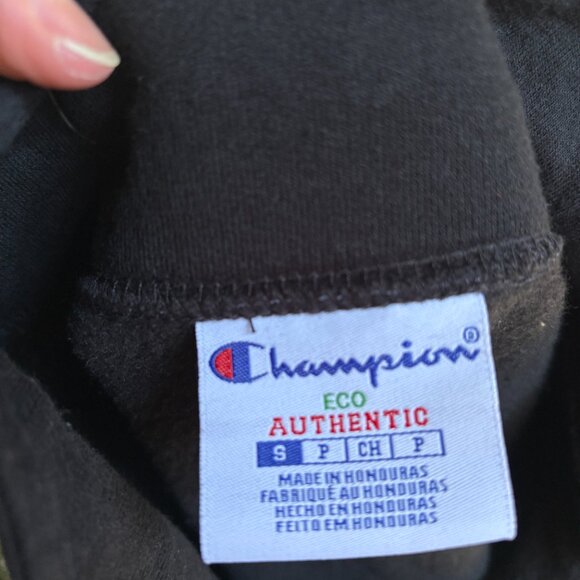 Champion®
ECO
AUTHENTIC
S P CH P
MADE IN HONDURAS
FABRIQUÉ AU HONDURAS
HECHO EN HONDURAS
FEITO EM HONDURAS